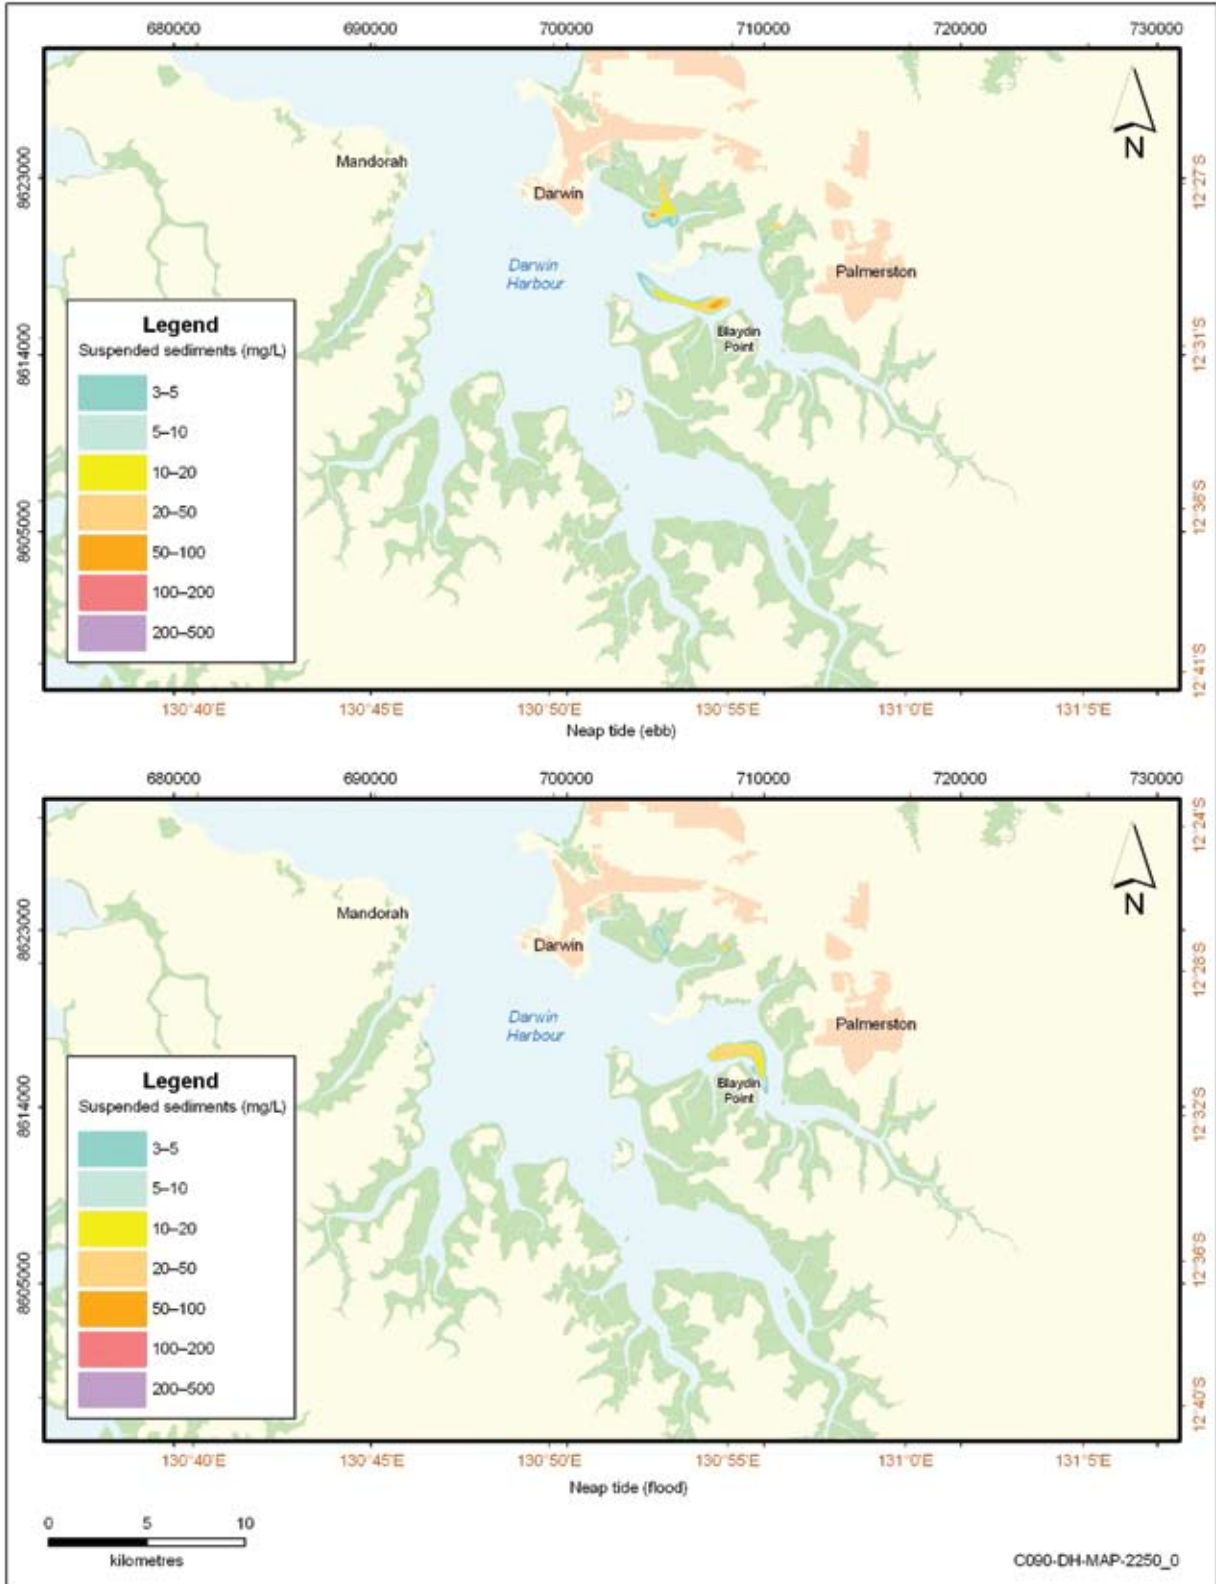 680000 690000 700000 710000 720000 730000
8623000
8614000
8605000
12°27'S
12°31'S
12°36'S
12°41'S
N
Mandorah
Darwin
Darwin
Harbour
Palmerston
Blaydin
Point
Legend
Suspended sediments (mg/L)
3–5
5–10
10–20
20–50
50–100
100–200
200–500
130°40'E 130°45'E 130°50'E 130°55'E 131°0'E 131°5'E
Neap tide (ebb)
680000 690000 700000 710000 720000 730000
8623000
8614000
8605000
12°24'S
12°28'S
12°32'S
12°36'S
12°40'S
N
Mandorah
Darwin
Darwin
Harbour
Palmerston
Blaydin
Point
Legend
Suspended sediments (mg/L)
3–5
5–10
10–20
20–50
50–100
100–200
200–500
130°40'E 130°45'E 130°50'E 130°55'E 131°0'E 131°5'E
Neap tide (flood)
0 5 10
kilometres
C090-DH-MAP-2250_0